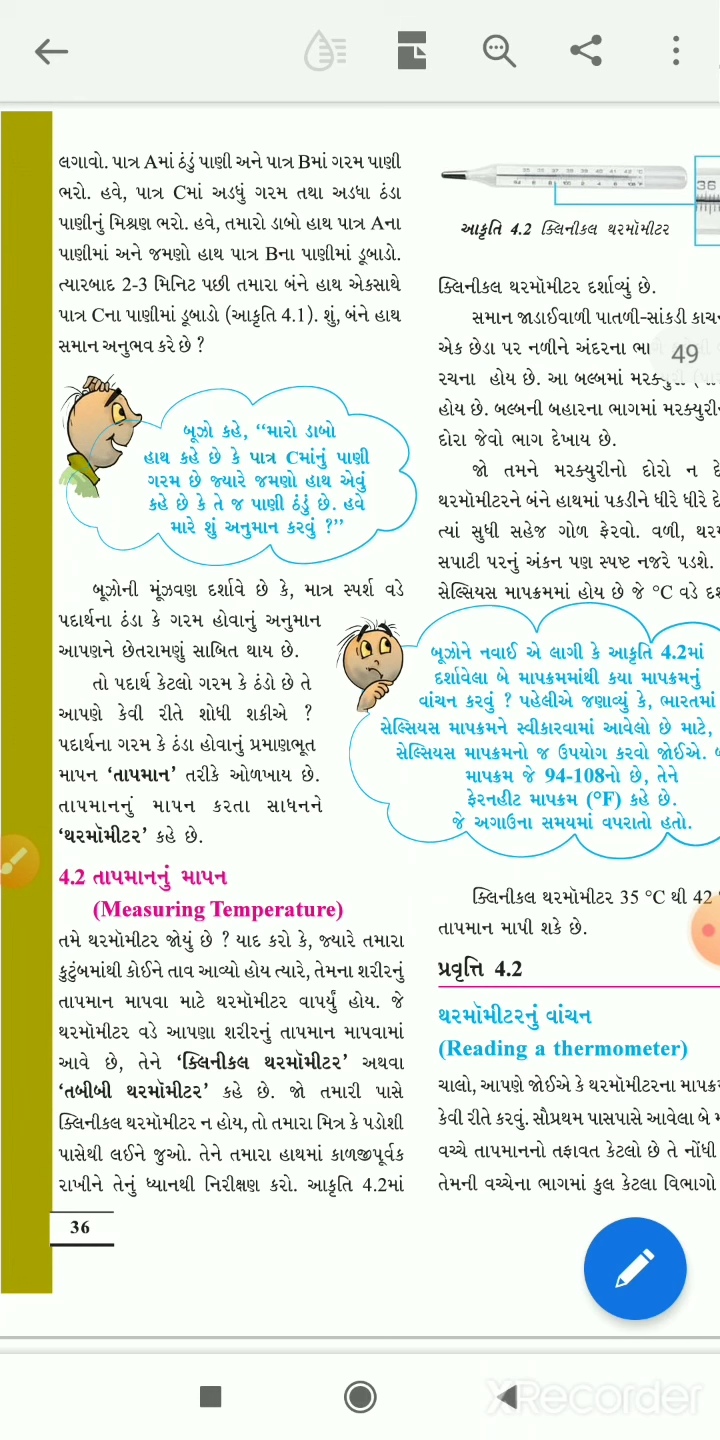 લગાવો. પાત્ર Aમાં ઠંડું પાણી અને પાત્ર Bમાં ગરમ પાણી
ભરો. હવે, પાત્ર Cમાં અડધું ગરમ તથા અડધા ઠંડા
પાણીનું મિશ્રણ ભરો. હવે, તમારો ડાબો હાથ પાત્ર Aના
પાણીમાં અને જમણો હાથ પાત્ર Bના પાણીમાં ડૂબાડો.
ત્યારબાદ 2-3 મિનિટ પછી તમારા બંને હાથ એકસાથે
પાત્ર Cના પાણીમાં ડૂબાડો (આકૃતિ 4.1). શું, બંને હાથ
સમાન અનુભવ કરે છે ?
બૂઝો કહે, “મારો ડાબો
હાથ કહે છે કે પાત્ર Cમાંનું પાણી
ગરમ છે જ્યારે જમણો હાથ એવું
કહે છે કે તે જ પાણી ઠંડું છે. હવે
મારે શું અનુમાન કરવું ?”
બૂઝોની મૂંઝવણ દર્શાવે છે કે, માત્ર સ્પર્શ વડે
પદાર્થના ઠંડા કે ગરમ હોવાનું અનુમાન
આપણને છેતરામણું સાબિત થાય છે.
તો પદાર્થ કેટલો ગરમ કે ઠંડો છે તે
આપણે કેવી રીતે શોધી શકીએ ?
પદાર્થના ગરમ કે ઠંડા હોવાનું પ્રમાણભૂત
માપન ‘તાપમાન’ તરીકે ઓળખાય છે.
તાપમાનનું માપન કરતા સાધનને
‘થરમૉમીટર’ કહે છે.
4.2 તાપમાનનું માપન
(Measuring Temperature)
તમે થરમૉમીટર જોયું છે ? યાદ કરો કે, જ્યારે તમારા
કુટુંબમાંથી કોઈને તાવ આવ્યો હોય ત્યારે, તેમના શરીરનું
તાપમાન માપવા માટે થરમૉમીટર વાપર્યું હોય. જે
થરમૉમીટર વડે આપણા શરીરનું તાપમાન માપવામાં
આવે છે, તેને ‘ક્લિનીકલ થરમૉમીટર’ અથવા
‘તબીબી થરમૉમીટર’ કહે છે. જો તમારી પાસે
ક્લિનીકલ થરમૉમીટર ન હોય, તો તમારા મિત્ર કે પડોશી
પાસેથી લઈને જુઓ. તેને તમારા હાથમાં કાળજીપૂર્વક
રાખીને તેનું ધ્યાનથી નિરીક્ષણ કરો. આકૃતિ 4.2માં
36
36
આકૃતિ 4.2 ક્લિનીકલ થરમૉમીટર
ક્લિનીકલ થરમૉમીટર દર્શાવ્યું છે.
સમાન જાડાઈવાળી પાતળી-સાંકડી કાચન
એક છેડા પર નળીને અંદરના ભા
49
રચના હોય છે. આ બલ્બમાં મરક્યુરી
હોય છે. બલ્બની બહારના ભાગમાં મરક્યુરીન
દોરા જેવો ભાગ દેખાય છે.
જો તમને મરક્યુરીનો દોરો ન દે
થરમૉમીટરને બંને હાથમાં પકડીને ધીરે ધીરે દે
ત્યાં સુધી સહેજ ગોળ ફેરવો. વળી, થરમ
સપાટી પરનું અંકન પણ સ્પષ્ટ નજરે પડશે.
સેલ્સિયસ માપક્રમમાં હોય છે જે °C વડે દર્શ
બૂઝોને નવાઈ એ લાગી કે આકૃતિ 4.2માં
દર્શાવેલા બે માપક્રમમાંથી કયા માપક્રમનું
વાંચન કરવું ? પહેલીએ જણાવ્યું કે, ભારતમાં
સેલ્સિયસ માપક્રમને સ્વીકારવામાં આવેલો છે માટે,
સેલ્સિયસ માપક્રમનો જ ઉપયોગ કરવો જોઈએ.
માપક્રમ જે 94-108નો છે, તેને
ફેરનહીટ માપક્રમ (°F) કહે છે.
જે અગાઉના સમયમાં વપરાતો હતો.
ક્લિનીકલ થરમૉમીટર 35 °C થી 42
તાપમાન માપી શકે છે.
પ્રવૃત્તિ 4.2
થરમૉમીટરનું વાંચન
(Reading a thermometer)
ચાલો, આપણે જોઈએ કે થરમૉમીટરના માપક્ર
કેવી રીતે કરવું. સૌપ્રથમ પાસપાસે આવેલા બે મ
વચ્ચે તાપમાનનો તફાવત કેટલો છે તે નોંધી
તેમની વચ્ચેના ભાગમાં કુલ કેટલા વિભાગો
XRecorder